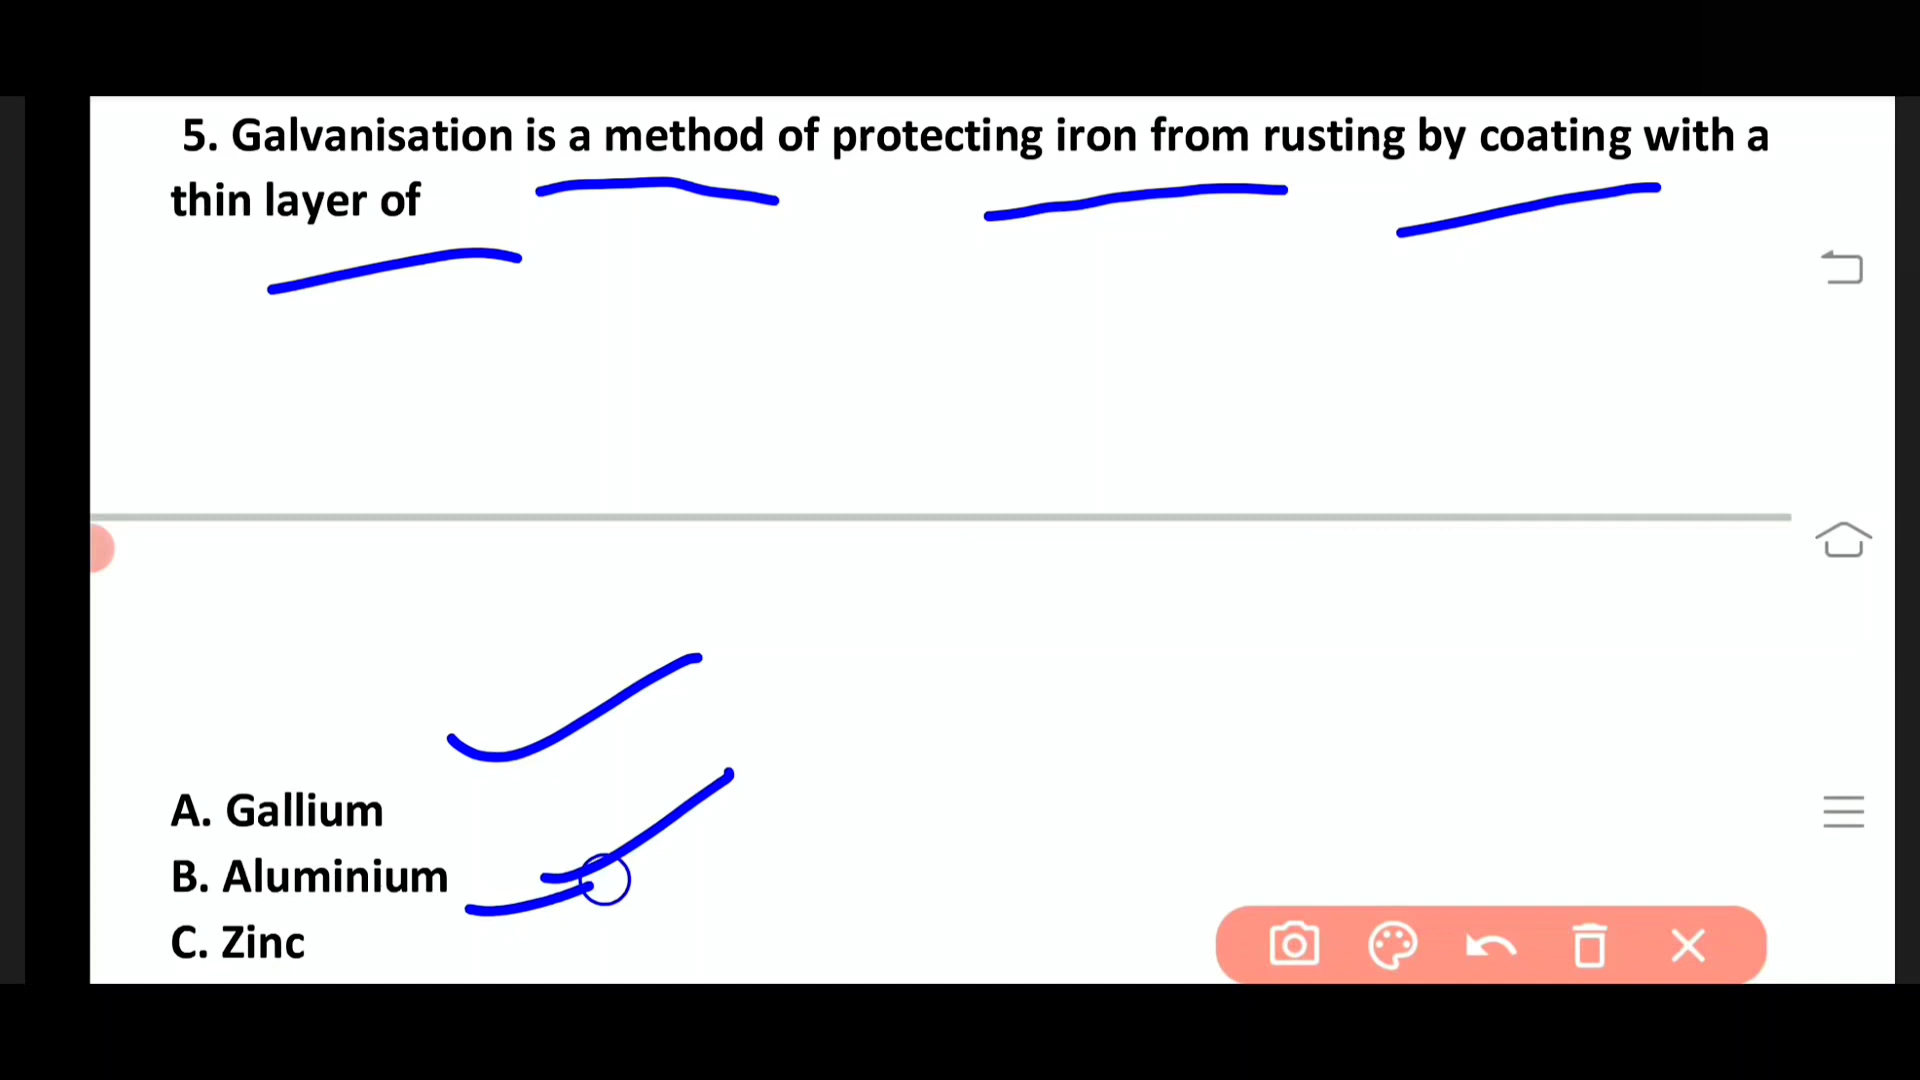 5. Galvanisation is a method of protecting iron from rusting by coating with a
thin layer of
A. Gallium
B. Aluminium
C. Zinc